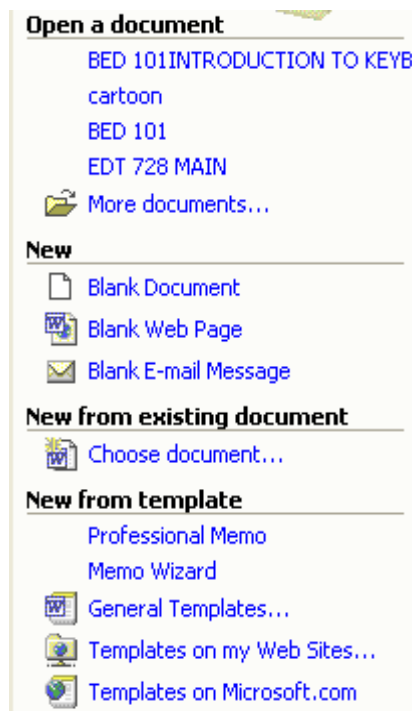 Open a document
BED 101INTRODUCTION TO KEYB
cartoon
BED 101
EDT 728 MAIN
More documents...
New
Blank Document
Blank Web Page
Blank E-mail Message
New from existing document
Choose document...
New from template
Professional Memo
Memo Wizard
General Templates...
Templates on my Web Sites...
Templates on Microsoft.com